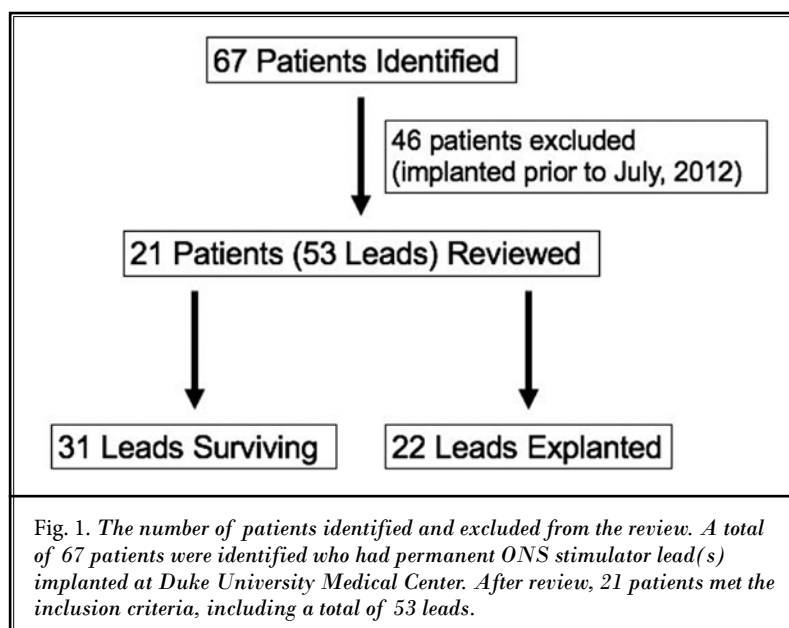 67 Patients Identified
46 patients excluded
(implanted prior to July, 2012)
21 Patients (53 Leads) Reviewed
31 Leads Surviving
22 Leads Explanted
Fig. 1. The number of patients identified and excluded from the review. A total
of 67 patients were identified who had permanent ONS stimulator lead(s)
implanted at Duke University Medical Center. After review, 21 patients met the
inclusion criteria, including a total of 53 leads.